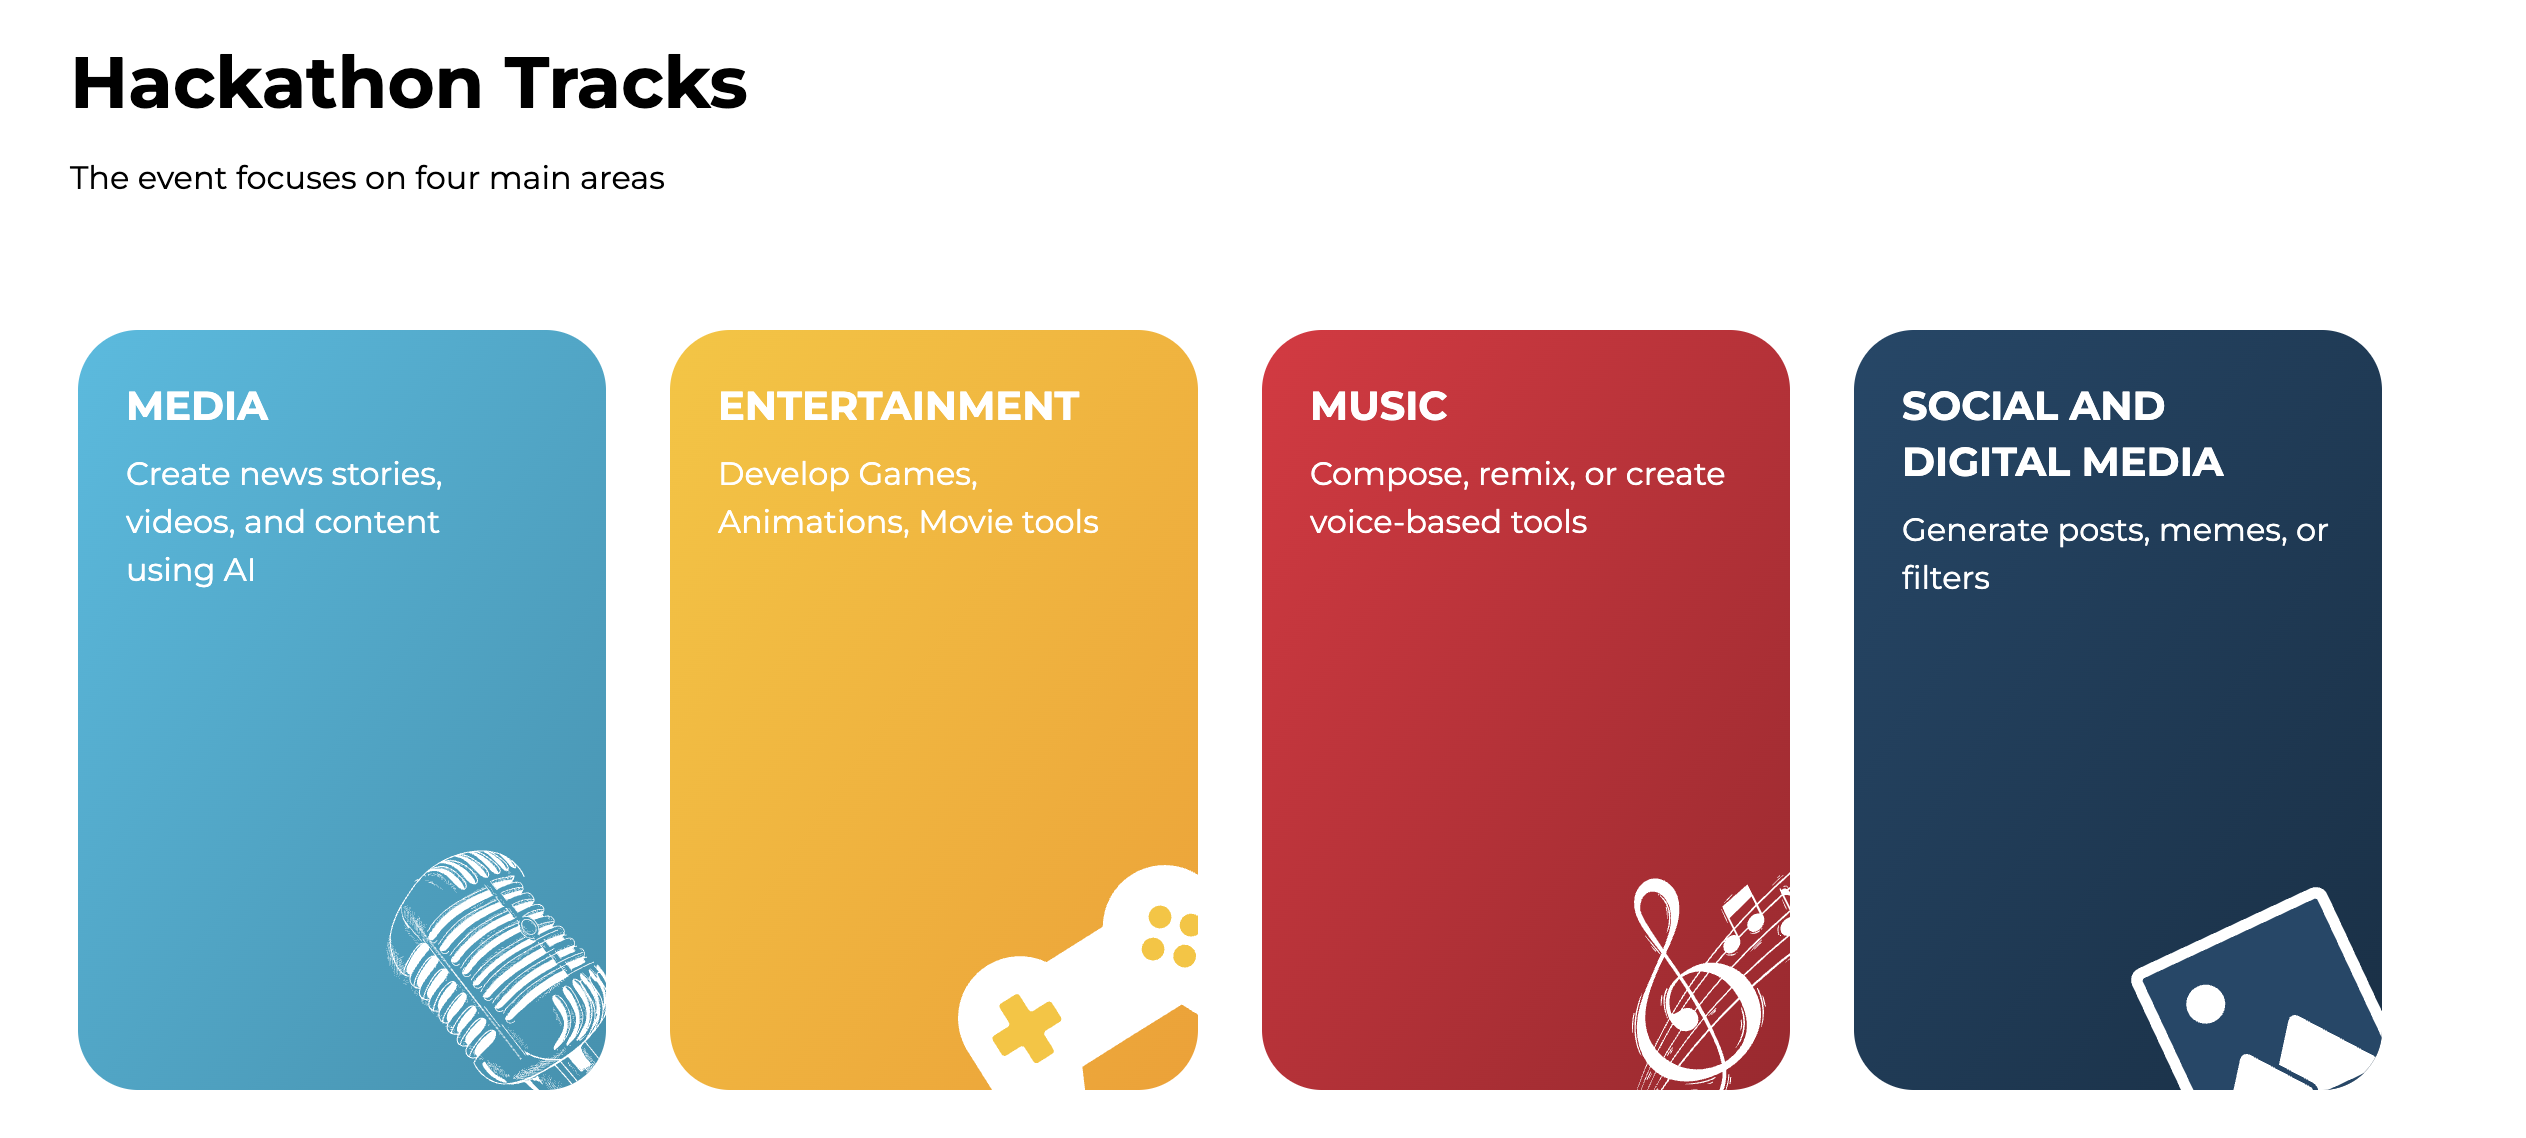 Hackathon Tracks
The event focuses on four main areas
MEDIA
Create news stories,
videos, and content
using AI
ENTERTAINMENT
Develop Games,
Animations, Movie tools
MUSIC
Compose, remix, or create
voice-based tools
SOCIAL AND
DIGITAL MEDIA
Generate posts, memes, or
filters